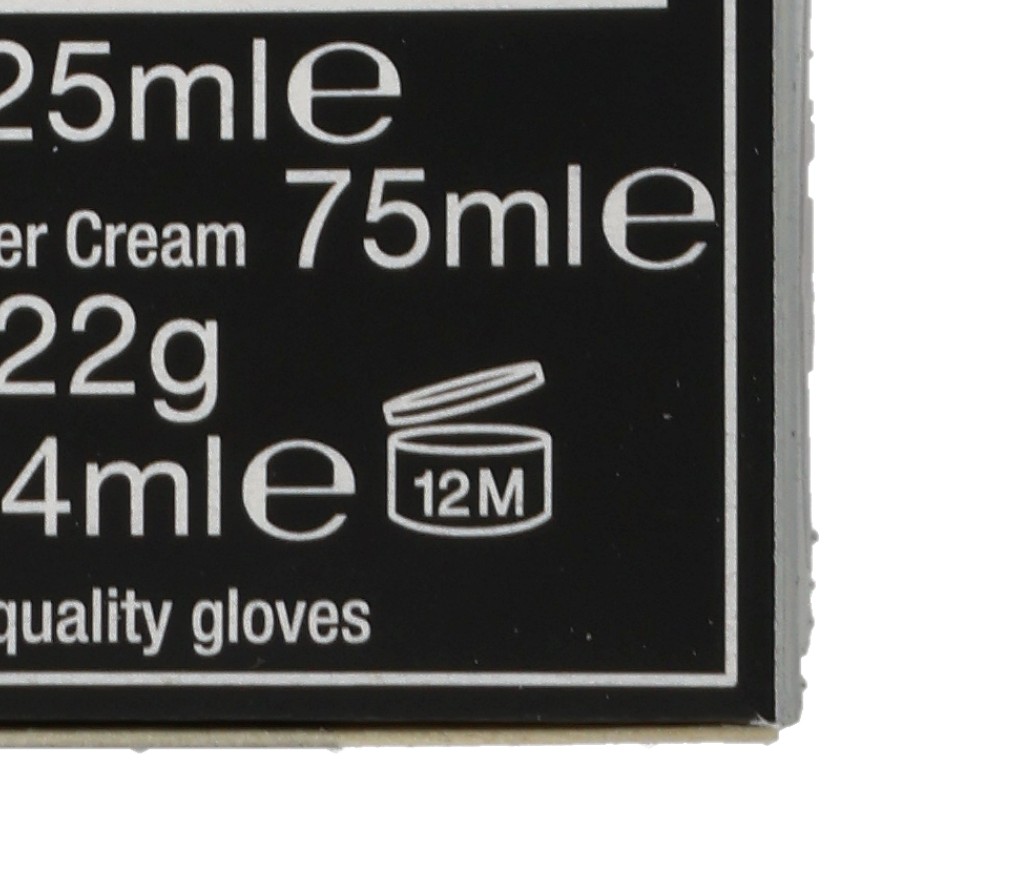 25ml℮
er Cream 75ml℮
22g
4ml℮ 12M
quality gloves